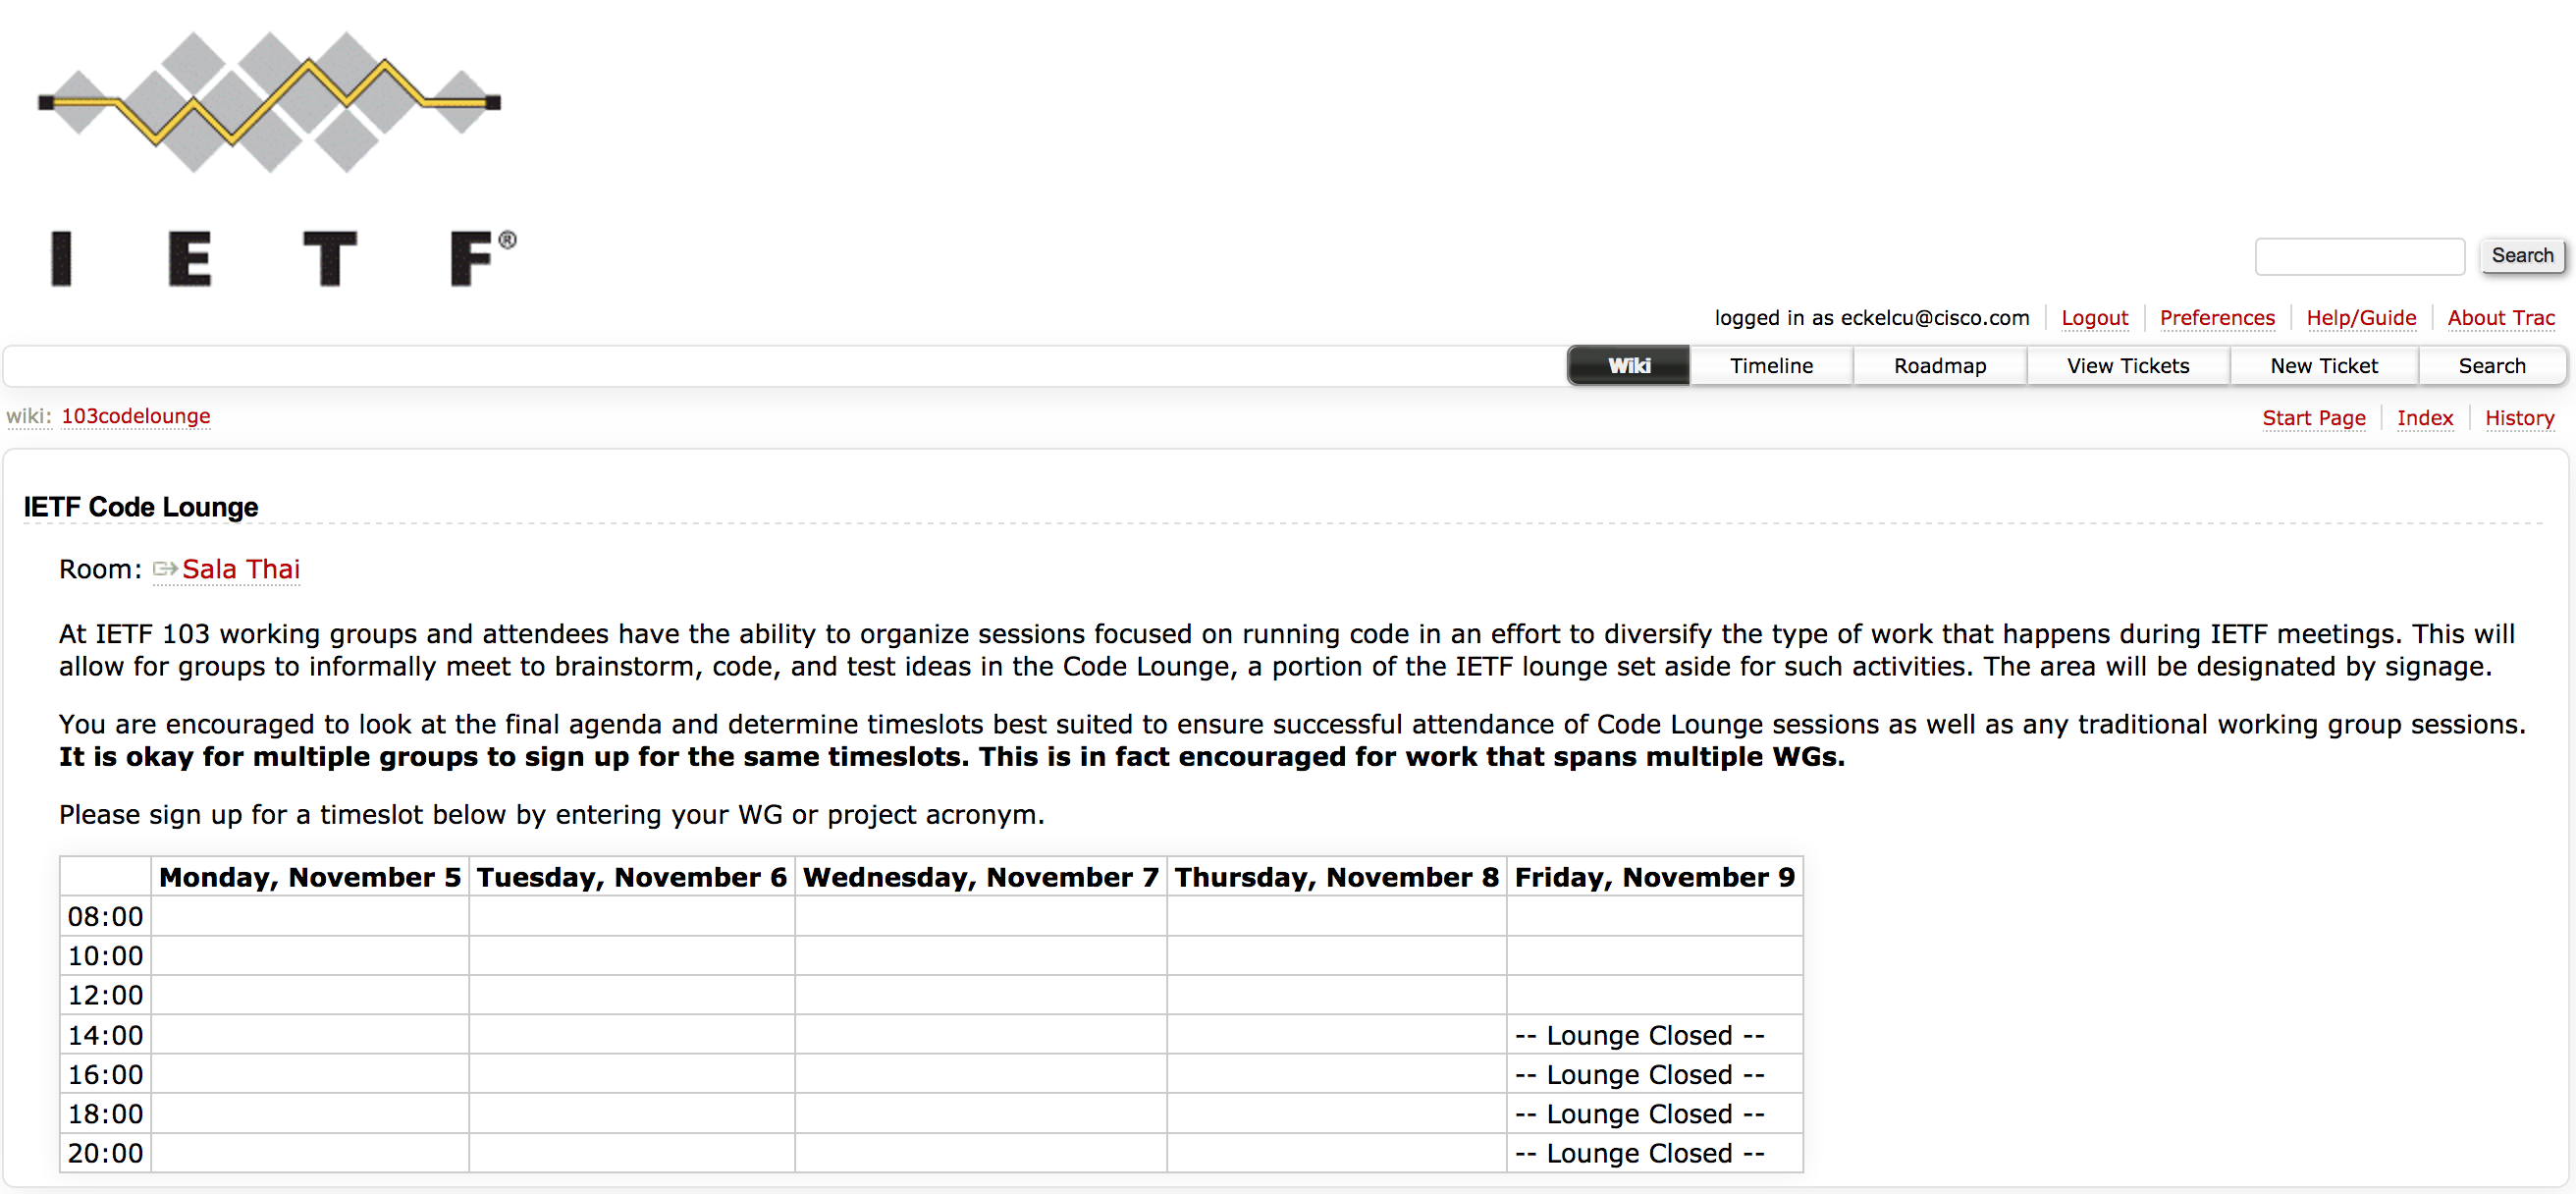 I E T F®
Search
logged in as eckelcu@cisco.com Logout Preferences Help/Guide About Trac
Wiki Timeline Roadmap View Tickets New Ticket Search
wiki: 103codelounge Start Page Index History
IETF Code Lounge
Room: Sala Thai
At IETF 103 working groups and attendees have the ability to organize sessions focused on running code in an effort to diversify the type of work that happens during IETF meetings. This will
allow for groups to informally meet to brainstorm, code, and test ideas in the Code Lounge, a portion of the IETF lounge set aside for such activities. The area will be designated by signage.
You are encouraged to look at the final agenda and determine timeslots best suited to ensure successful attendance of Code Lounge sessions as well as any traditional working group sessions.
It is okay for multiple groups to sign up for the same timeslots. This is in fact encouraged for work that spans multiple WGs.
Please sign up for a timeslot below by entering your WG or project acronym.
Monday, November 5 Tuesday, November 6 Wednesday, November 7 Thursday, November 8 Friday, November 9
08:00
10:00
12:00
14:00 -- Lounge Closed --
16:00 -- Lounge Closed --
18:00 -- Lounge Closed --
20:00 -- Lounge Closed --